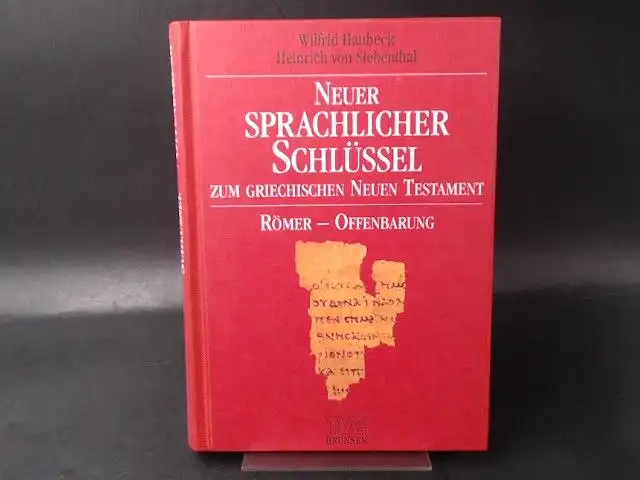 Wilfrid Haubeck
Heinrich von Siebenthal
NEUER
SPRACHLICHER
SCHLÜSSEL
ZUM GRIECHISCHEN NEUEN TESTAMENT
RÖMER – OFFENBARUNG
TVG
BRUNNEN